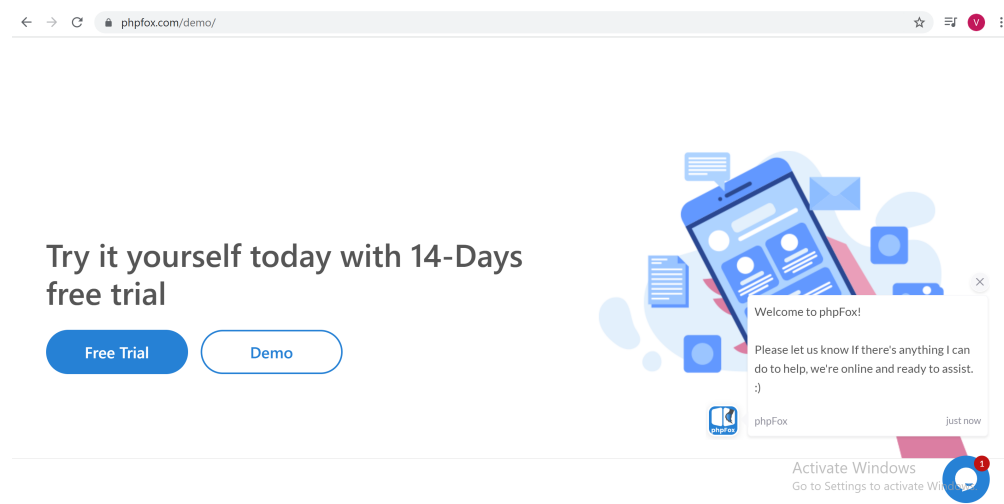 phpfox.com/demo/
V
Try it yourself today with 14-Days
free trial
Free Trial
Demo
Welcome to phpFox!
Please let us know If there's anything I can
do to help, we're online and ready to assist.
:)
phpFox
phpFox just now
1
Activate Windows
Go to Settings to activate Windows.